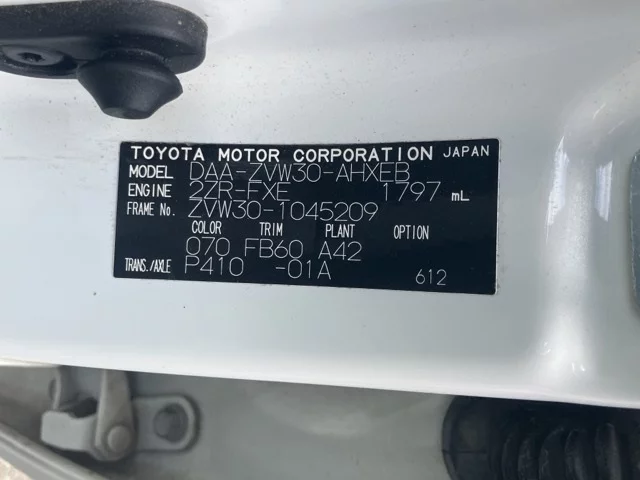 TOYOTA MOTOR CORPORATION JAPAN
MODEL DAA-ZVW30-AHXEB
ENGINE 2ZR-FXE 1797 mL
FRAME No. ZVW30-1045209
COLOR TRIM PLANT OPTION
070 FB60 A42
TRANS./AXLE P410 -01A 612